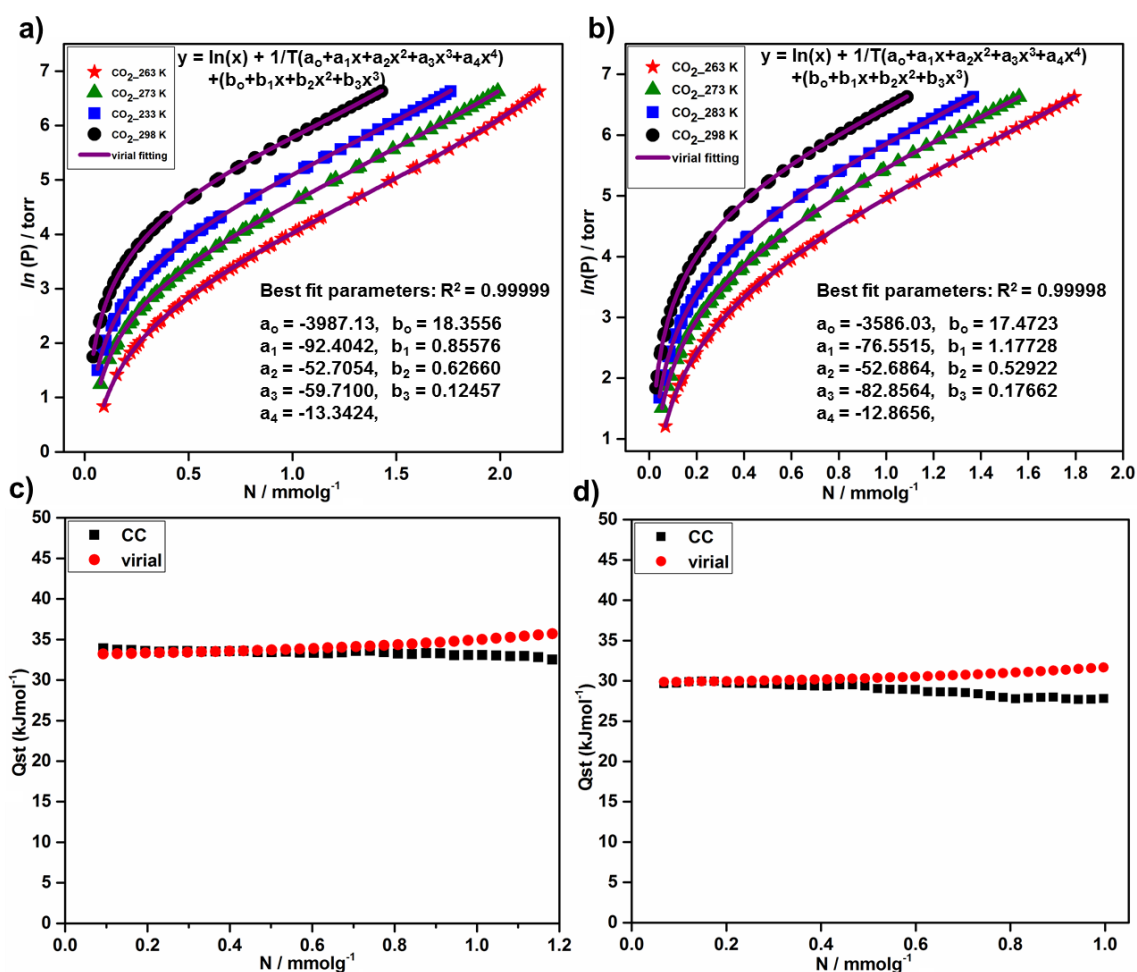 a)
y = ln(x) + 1/T(a₀+a₁x+a₂x²+a₃x³+a₄x⁴)
+(b₀+b₁x+b₂x²+b₃x³)
CO₂_263 K
CO₂_273 K
CO₂_233 K
CO₂_298 K
virial fitting
Best fit parameters: R² = 0.99999
a₀ = -3987.13, b₀ = 18.3556
a₁ = -92.4042, b₁ = 0.85576
a₂ = -52.7054, b₂ = 0.62660
a₃ = -59.7100, b₃ = 0.12457
a₄ = -13.3424,
ln (P) / torr
7
6
5
4
3
2
1
0
0.0 0.5 1.0 1.5 2.0
N / mmolg⁻¹
b)
y = ln(x) + 1/T(a₀+a₁x+a₂x²+a₃x³+a₄x⁴)
+(b₀+b₁x+b₂x²+b₃x³)
CO₂_263 K
CO₂_273 K
CO₂_283 K
CO₂_298 K
virial fitting
Best fit parameters: R² = 0.99998
a₀ = -3586.03, b₀ = 17.4723
a₁ = -76.5515, b₁ = 1.17728
a₂ = -52.6864, b₂ = 0.52922
a₃ = -82.8564, b₃ = 0.17662
a₄ = -12.8656,
ln(P) / torr
7
6
5
4
3
2
1
0.0 0.2 0.4 0.6 0.8 1.0 1.2 1.4 1.6 1.8 2.0
N / mmolg⁻¹
c)
CC
virial
Qst (kJmol⁻¹)
50
45
40
35
30
25
20
15
10
5
0
0.0 0.2 0.4 0.6 0.8 1.0 1.2
N / mmolg⁻¹
d)
CC
virial
Qst (kJmol⁻¹)
50
45
40
35
30
25
20
15
10
5
0
0.0 0.2 0.4 0.6 0.8 1.0
N / mmolg⁻¹